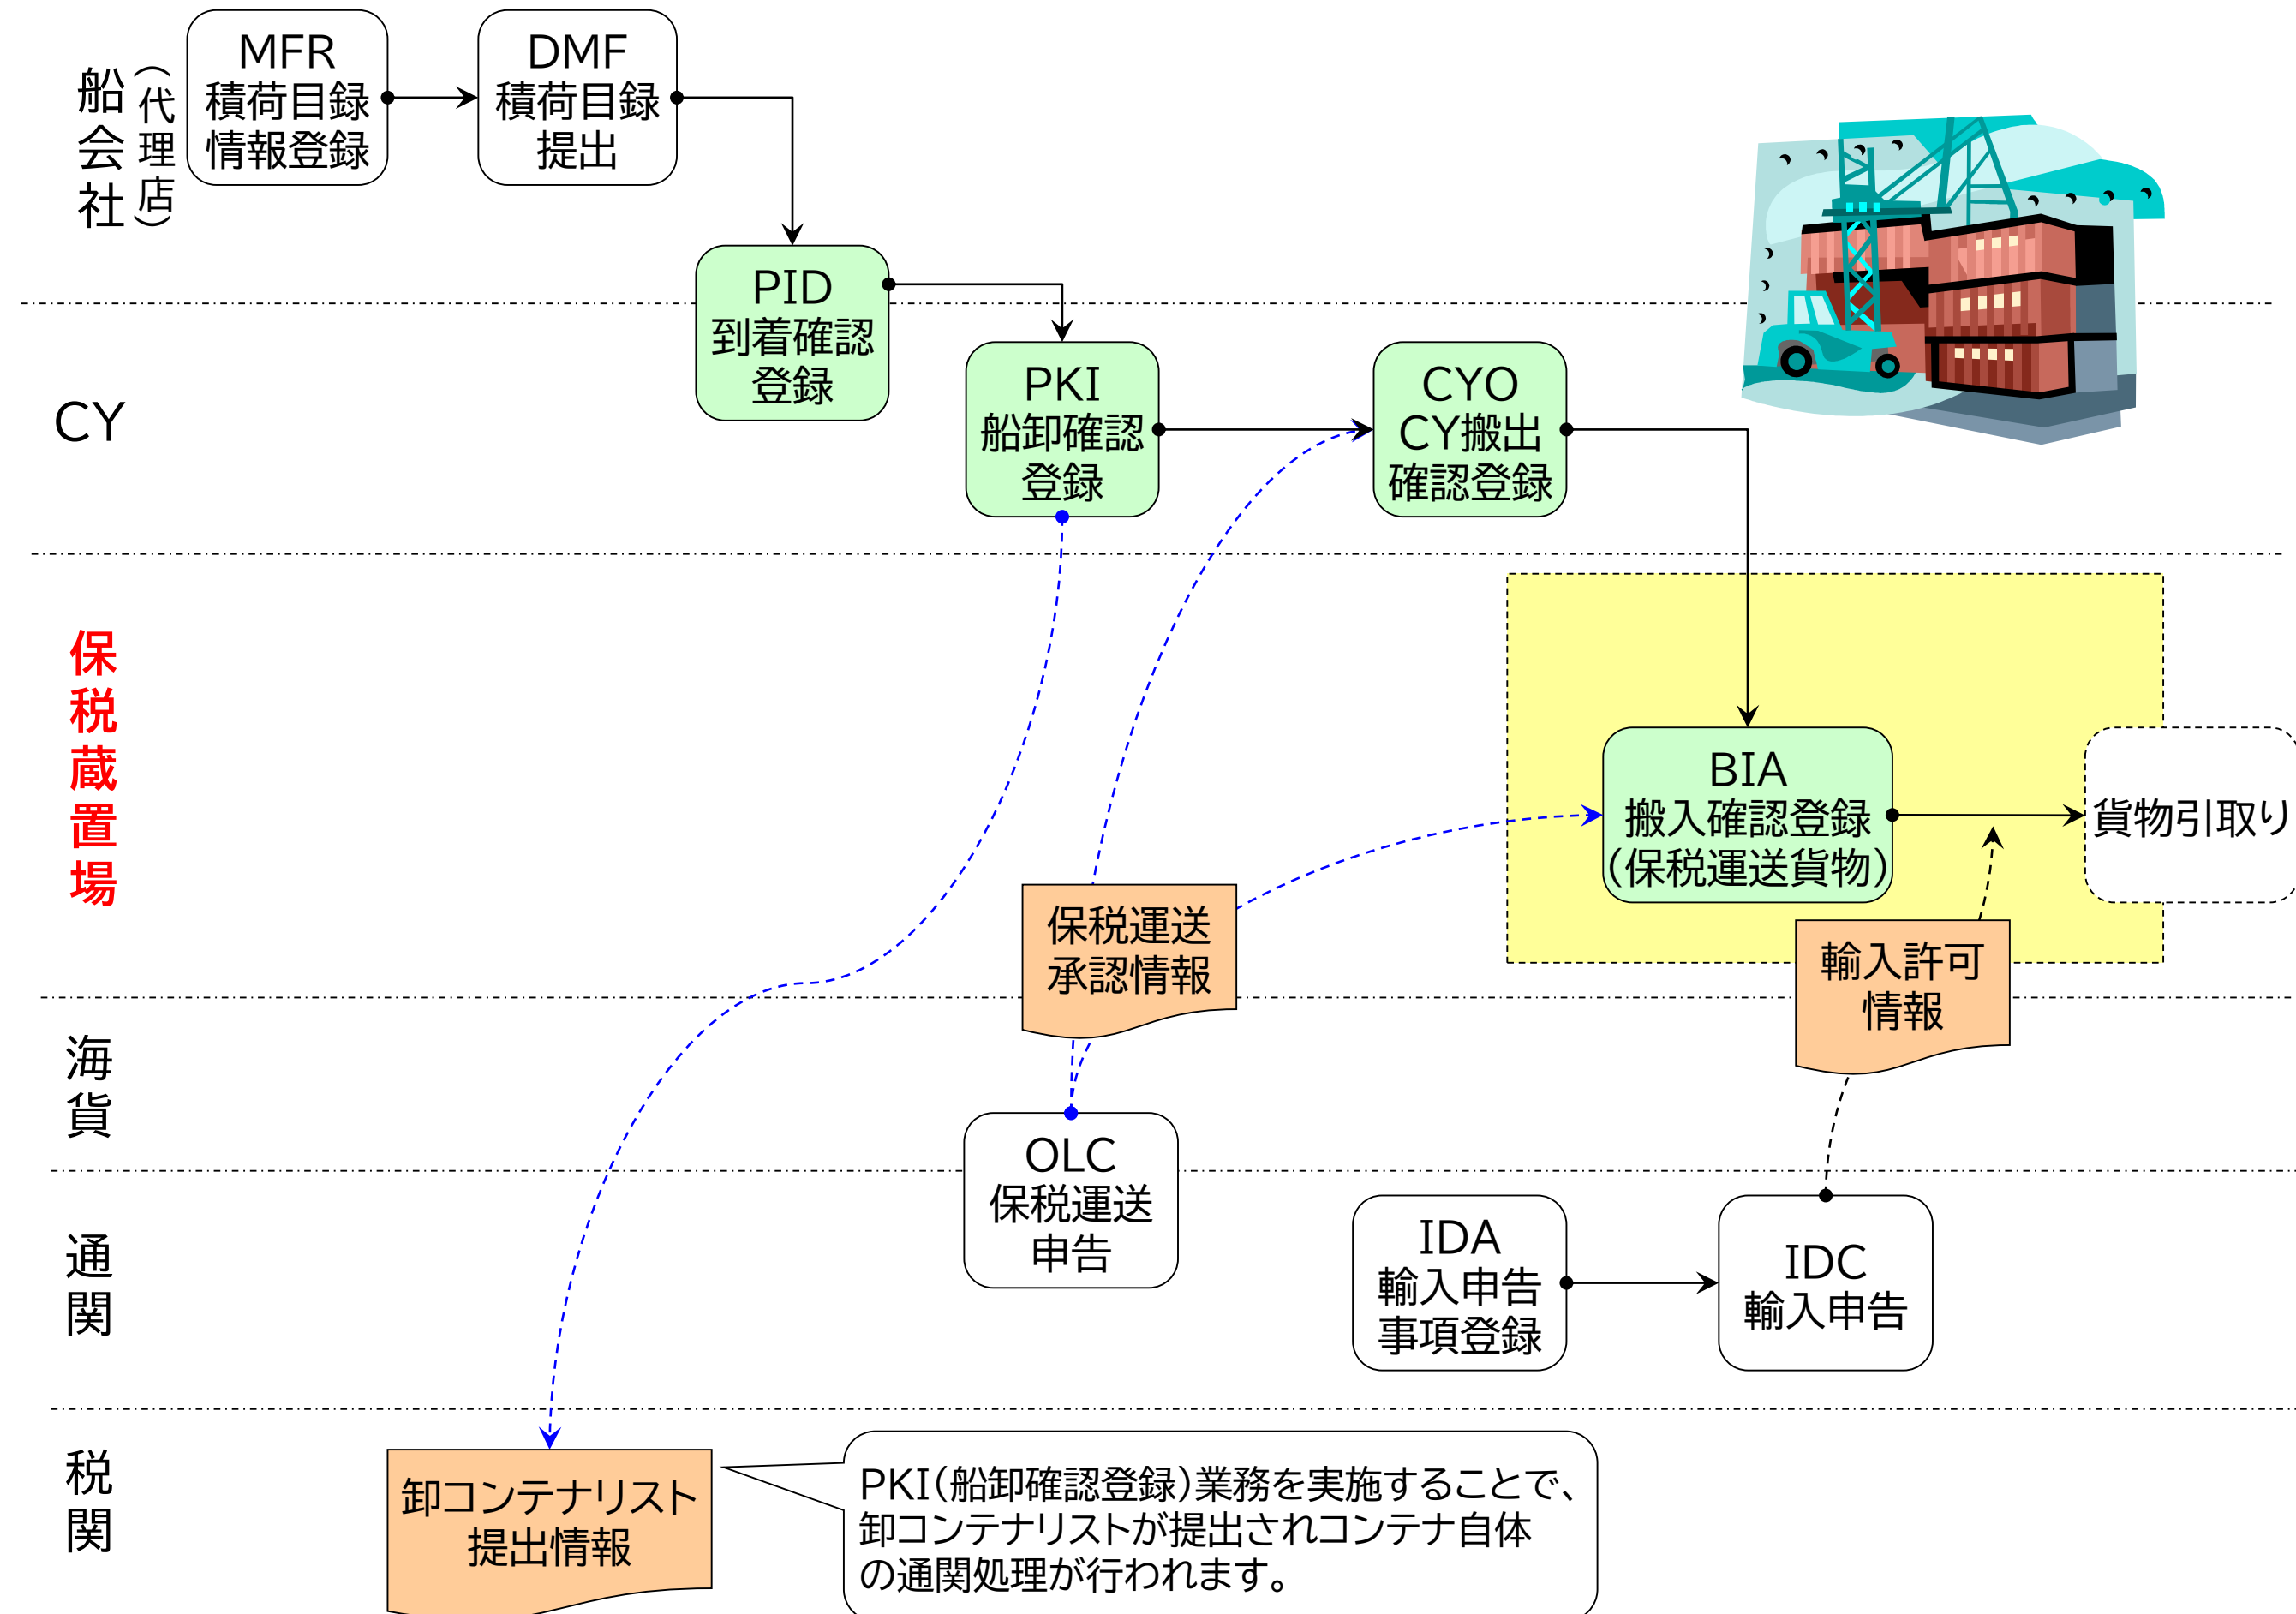 船会社
（代理店）
MFR
積荷目録
情報登録
DMF
積荷目録
提出
PID
到着確認
登録
CY
PKI
船卸確認
登録
CYO
CY搬出
確認登録
保税蔵置場
BIA
搬入確認登録
（保税運送貨物）
貨物引取り
保税運送
承認情報
輸入許可
情報
海貨
OLC
保税運送
申告
通関
IDA
輸入申告
事項登録
IDC
輸入申告
税関
卸コンテナリスト
提出情報
PKI（船卸確認登録）業務を実施することで、
卸コンテナリストが提出されコンテナ自体
の通関処理が行われます。